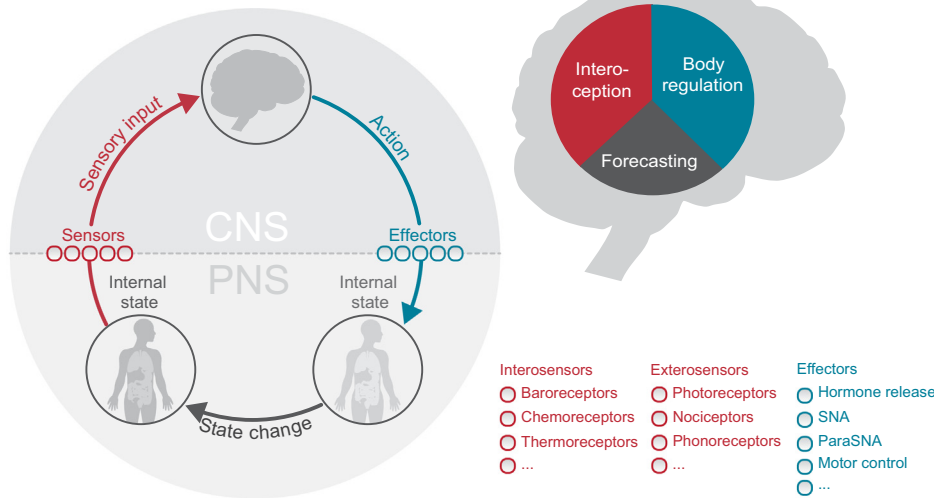 Sensory input
Action
Sensors
CNS
Effectors
PNS
Internal
state
Internal
state
State change
Intero-
ception
Body
regulation
Forecasting
Interosensors
Baroreceptors
Chemoreceptors
Thermoreceptors
...
Exterosensors
Photoreceptors
Nociceptors
Phonoreceptors
...
Effectors
Hormone release
SNA
ParaSNA
Motor control
...